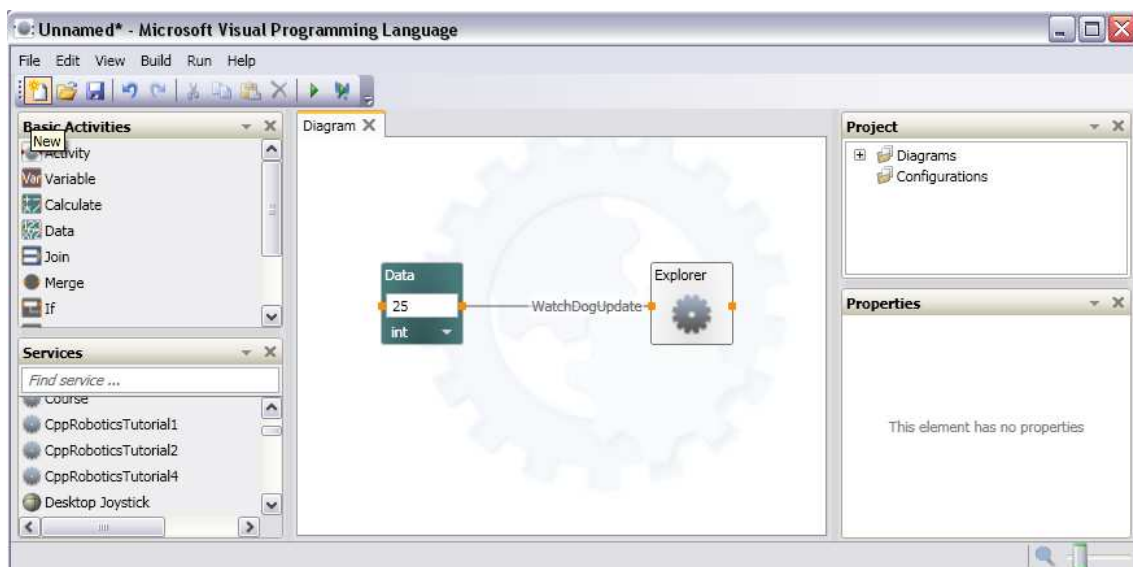 Unnamed* - Microsoft Visual Programming Language
File Edit View Build Run Help
Basic Activities
New
Activity
Variable
Calculate
Data
Join
Merge
If
Services
Find service ...
Course
CppRoboticsTutorial1
CppRoboticsTutorial2
CppRoboticsTutorial4
Desktop Joystick
Diagram
Data
25
int
WatchDogUpdate
Explorer
Project
Diagrams
Configurations
Properties
This element has no properties